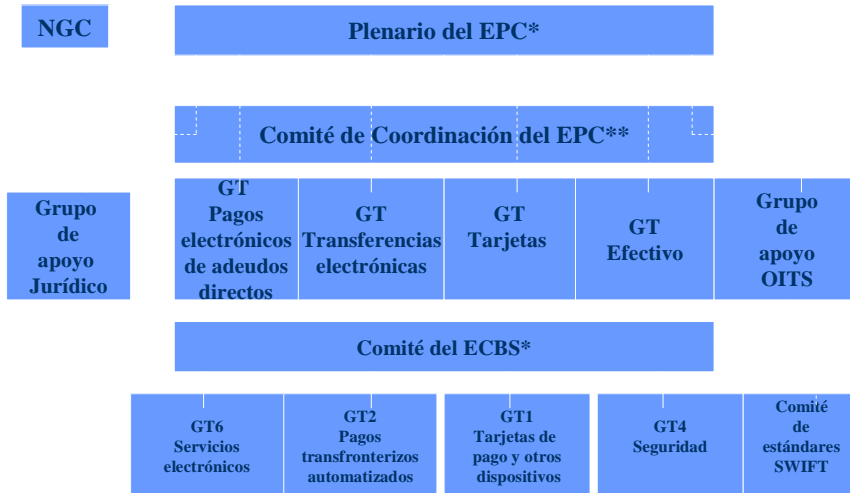 NGC
Plenario del EPC*
Comité de Coordinación del EPC**
Grupo
de
apoyo
Jurídico
GT
Pagos
electrónicos
de adeudos
directos
GT
Transferencias
electrónicas
GT
Tarjetas
GT
Efectivo
Grupo
de
apoyo
OITS
Comité del ECBS*
GT6
Servicios
electrónicos
GT2
Pagos
transfronterizos
automatizados
GT1
Tarjetas de
pago y otros
dispositivos
GT4
Seguridad
Comité
de
estándares
SWIFT